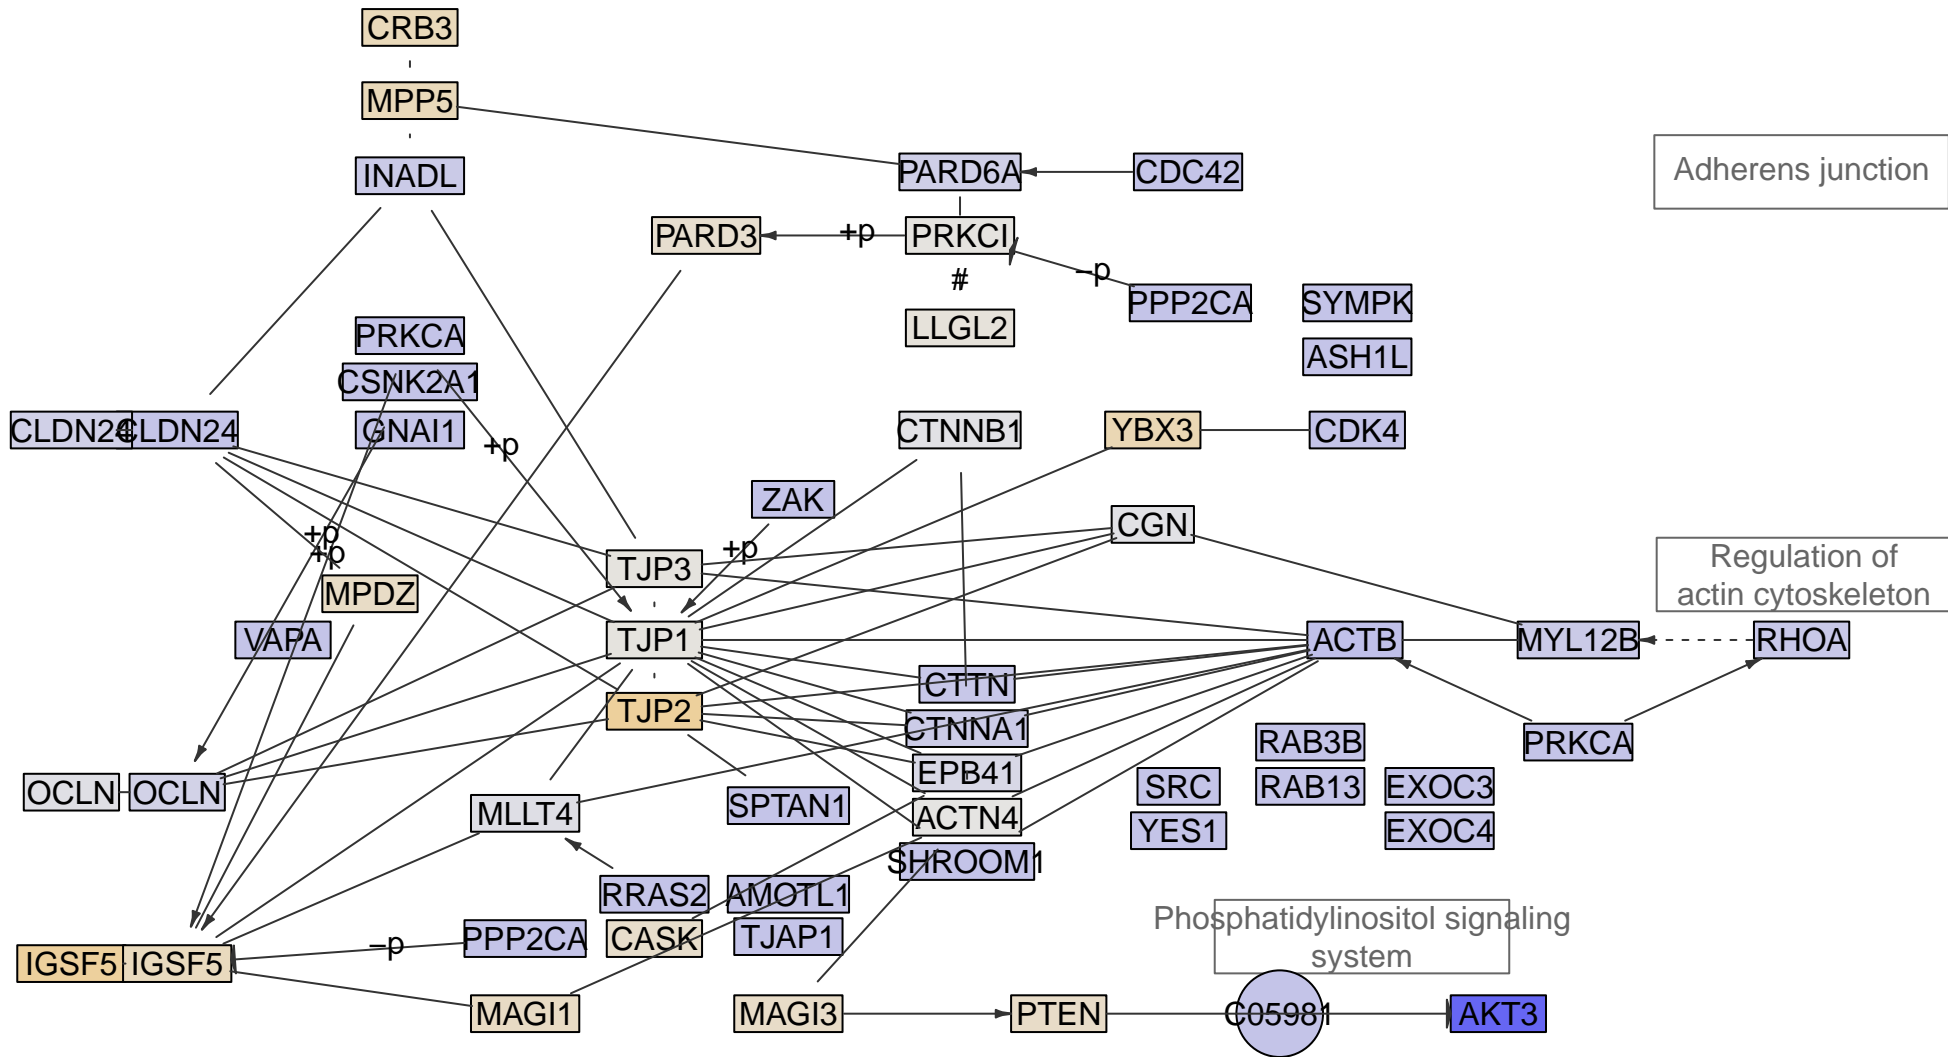 CRB3
MPP5
INADL
PARD6A
CDC42
Adherens junction
PARD3
+p
PRKCI
#
−p
PPP2CA
SYMPK
LLGL2
PRKCA
ASH1L
CSNK2A1
CLDN24
CLDN24
GNAI1
+p
CTNNB1
YBX3
CDK4
ZAK
CGN
+p
+p
+p
TJP3
MPDZ
Regulation of
actin cytoskeleton
VAPA
TJP1
ACTB
MYL12B
RHOA
CTTN
TJP2
CTNNA1
RAB3B
PRKCA
OCLN
OCLN
EPB41
SRC
RAB13
EXOC3
MLLT4
SPTAN1
ACTN4
YES1
EXOC4
SHROOM1
RRAS2
AMOTL1
Phosphatidylinositol signaling
system
PPP2CA
CASK
TJAP1
−p
IGSF5
IGSF5
MAGI1
MAGI3
PTEN
C05981
AKT3